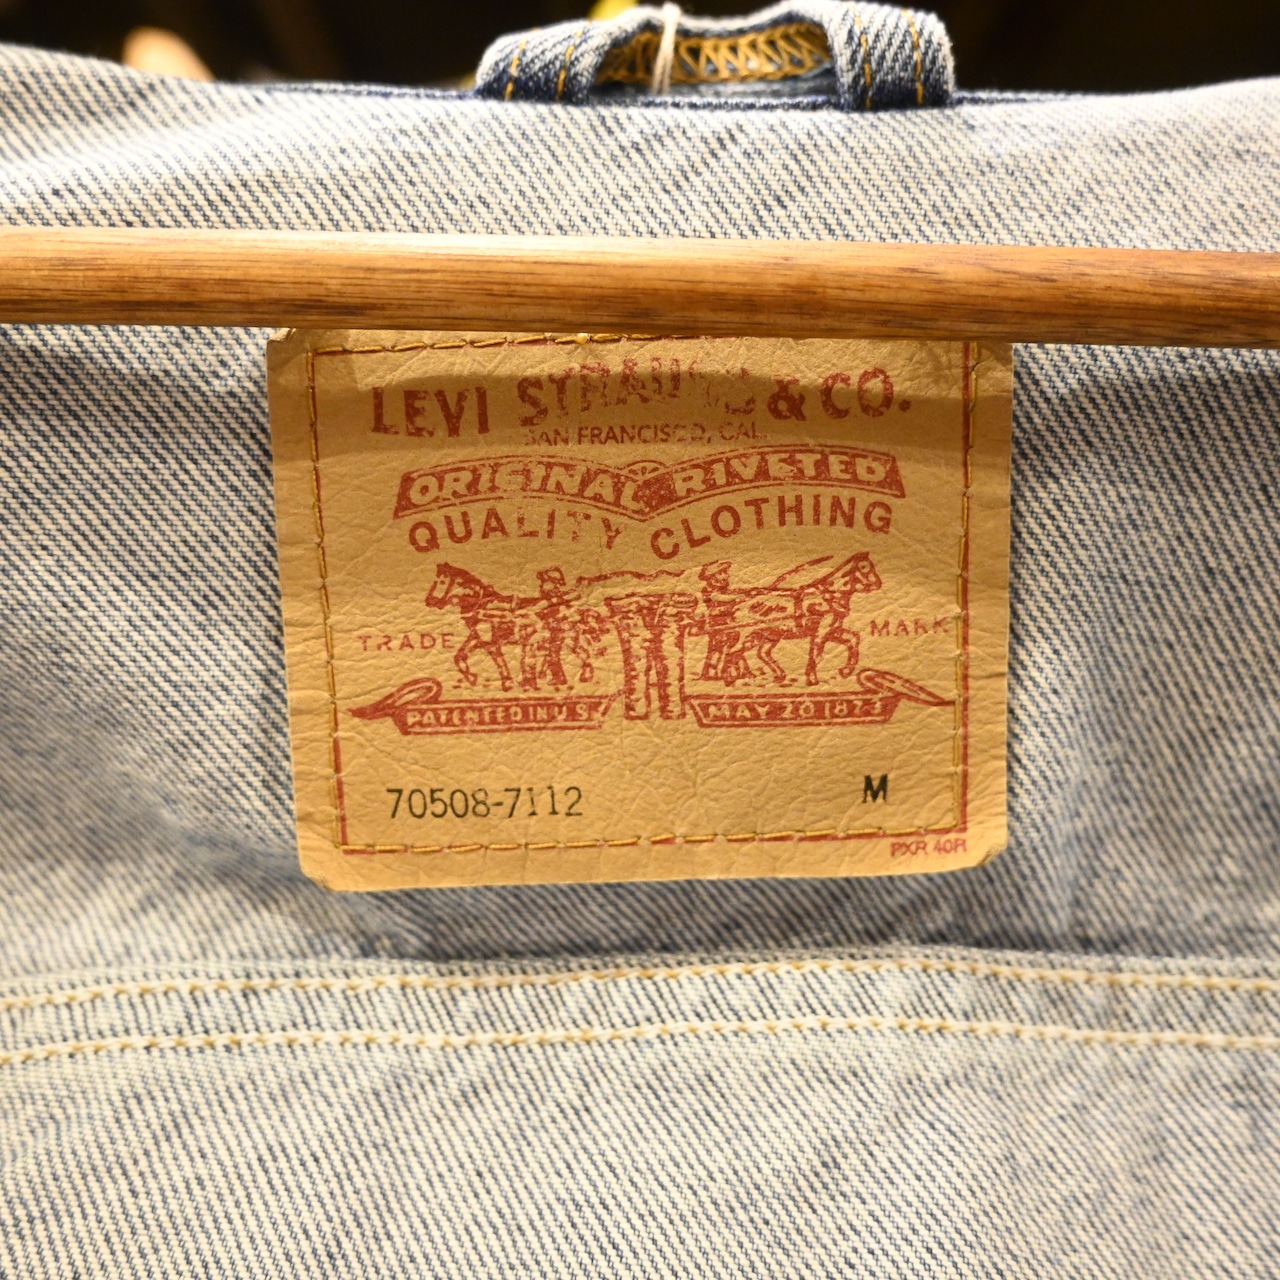 LEVI STRAUSS & CO.
SAN FRANCISCO, CAL.
ORIGINAL RIVETED
QUALITY CLOTHING
TRADE MARK
PATENTED IN U.S. MAY 20 1873
70508-7112 M
PXR 40R